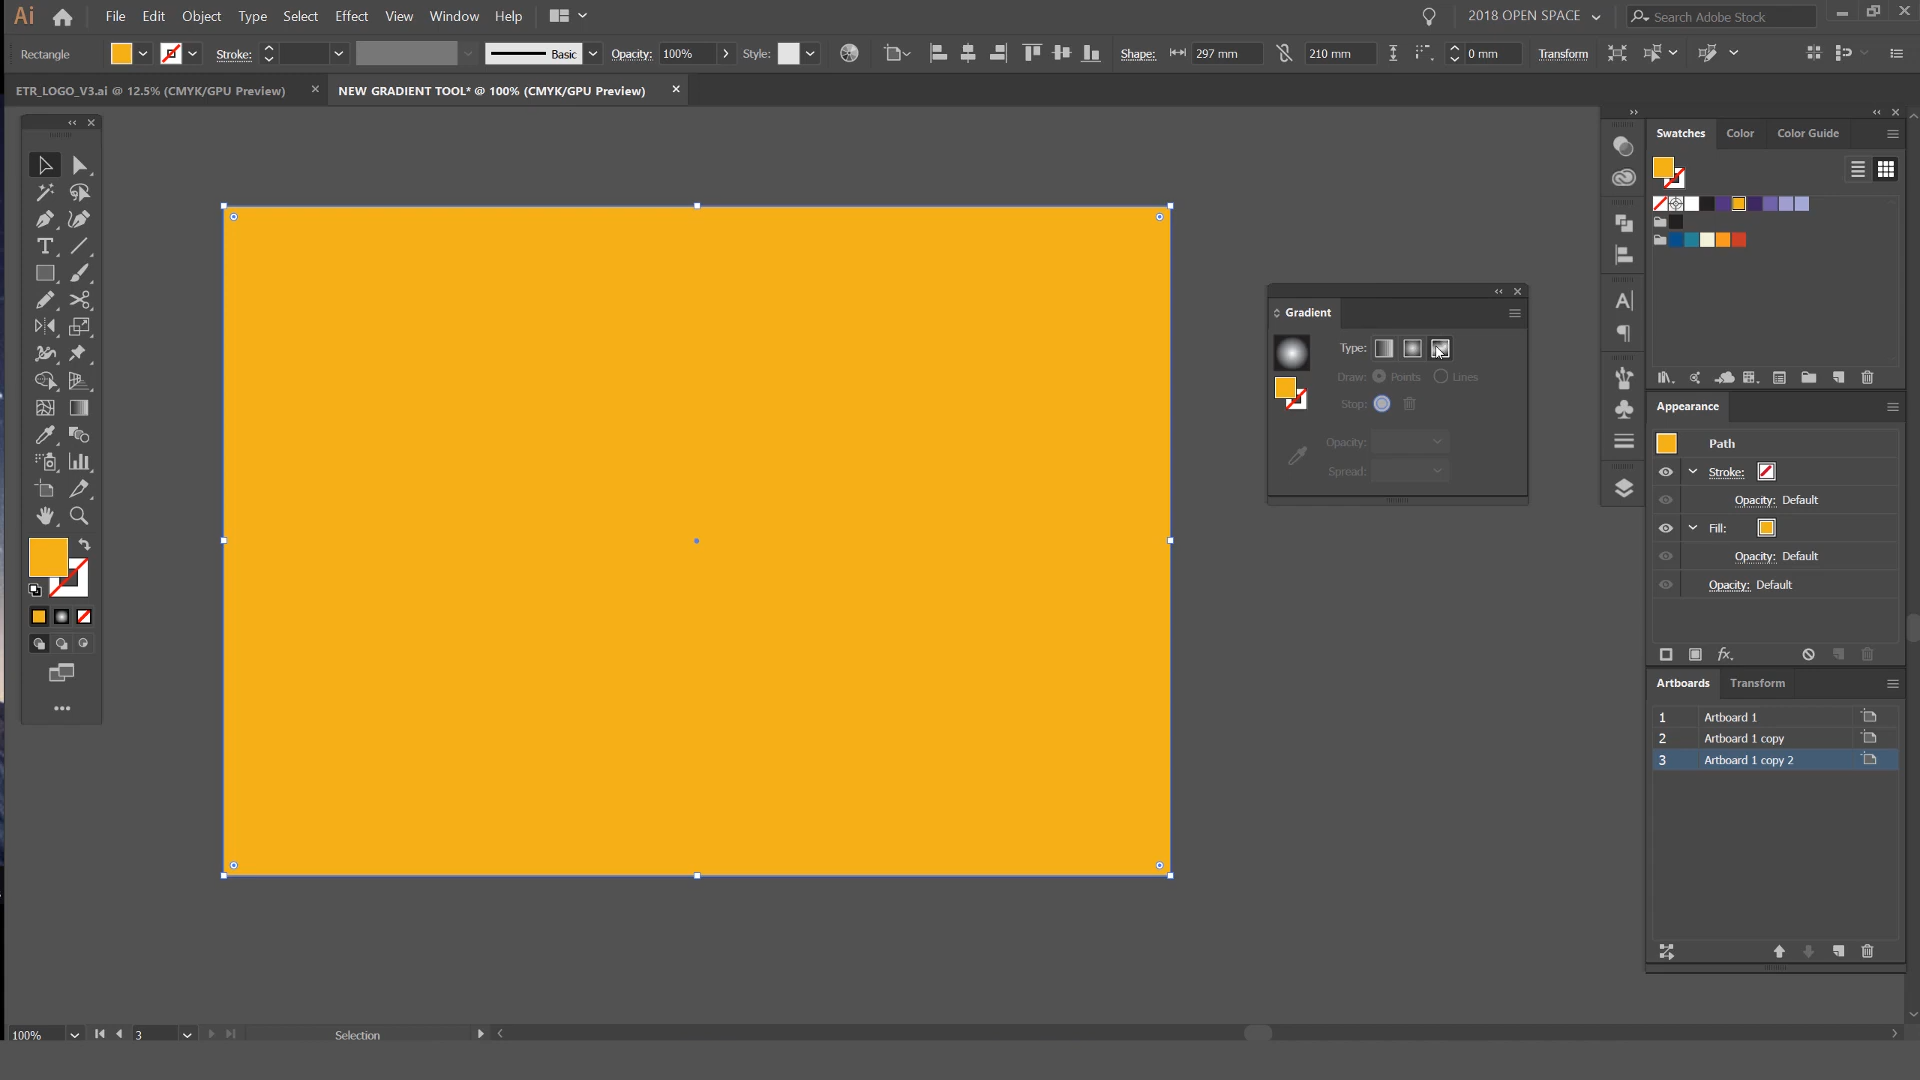 Ai File Edit Object Type Select Effect View Window Help 2018 OPEN SPACE Search Adobe Stock
Rectangle Stroke: Basic Opacity: 100% Style: Shape: 297 mm 210 mm 0 mm Transform
ETR_LOGO_V3.ai @ 12.5% (CMYK/GPU Preview) NEW GRADIENT TOOL* @ 100% (CMYK/GPU Preview)
Swatches Color Color Guide
Gradient
Type:
Draw: Points Lines
Stop:
Opacity:
Spread:
Appearance
Path
Stroke:
Opacity: Default
Fill:
Opacity: Default
Opacity: Default
Artboards Transform
1 Artboard 1
2 Artboard 1 copy
3 Artboard 1 copy 2
100% 3 Selection